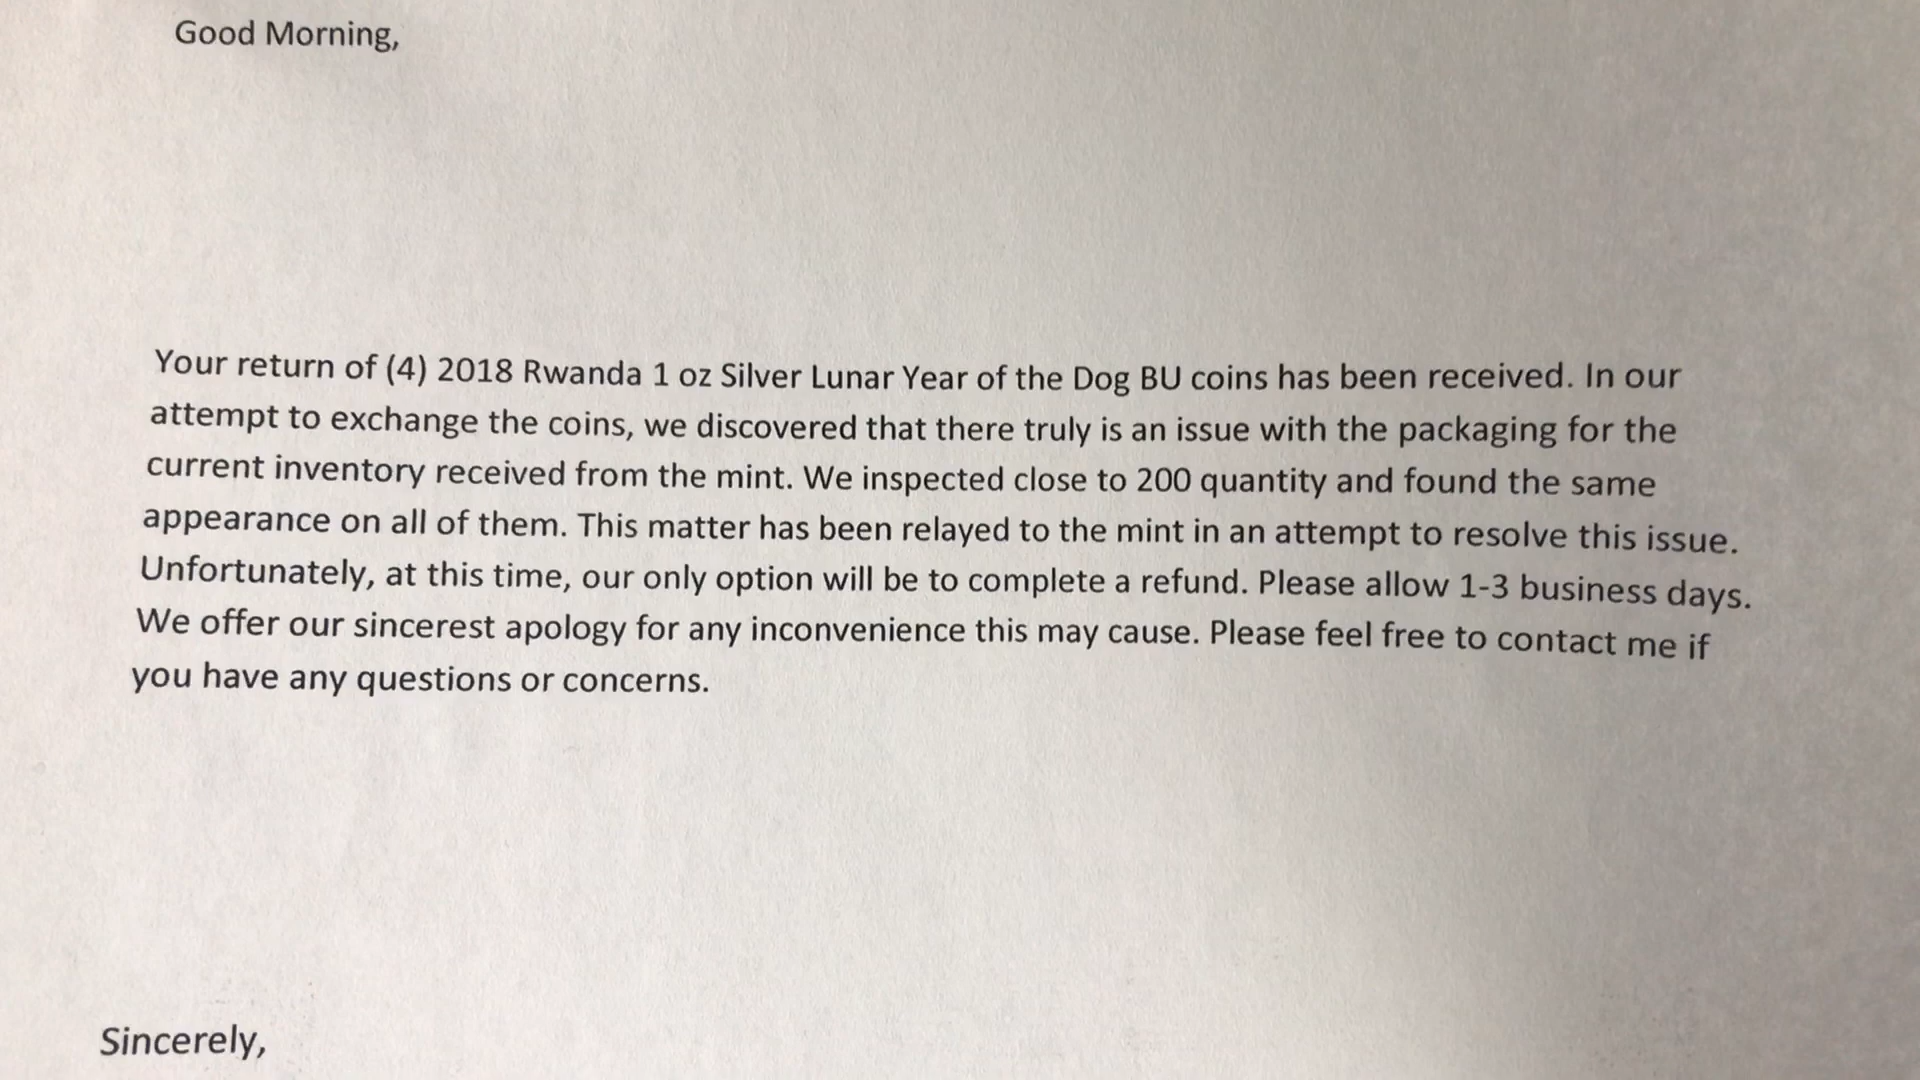 Good Morning,
Your return of (4) 2018 Rwanda 1 oz Silver Lunar Year of the Dog BU coins has been received. In our
attempt to exchange the coins, we discovered that there truly is an issue with the packaging for the
current inventory received from the mint. We inspected close to 200 quantity and found the same
appearance on all of them. This matter has been relayed to the mint in an attempt to resolve this issue.
Unfortunately, at this time, our only option will be to complete a refund. Please allow 1-3 business days.
We offer our sincerest apology for any inconvenience this may cause. Please feel free to contact me if
you have any questions or concerns.
Sincerely,